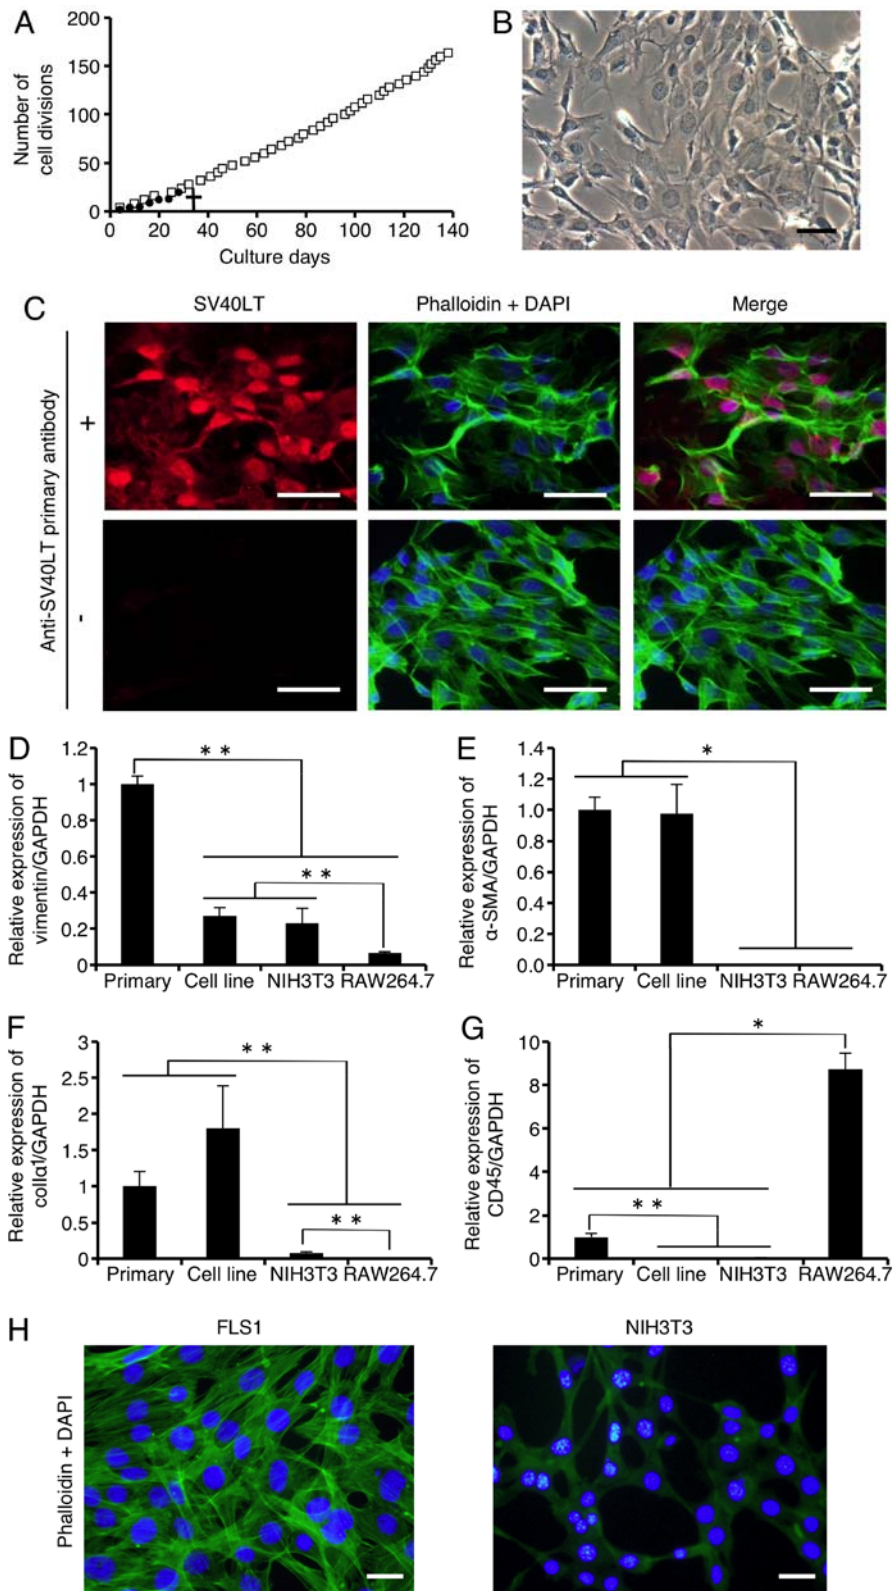 A
200
150
100
50
0
Number of
cell divisions
0 20 40 60 80 100 120 140
Culture days
B
C
SV40LT Phalloidin + DAPI Merge
Anti-SV40LT primary antibody
+
-
D
1.2
1
0.8
0.6
0.4
0.2
0
Relative expression of
vimentin/GAPDH
* *
* *
Primary Cell line NIH3T3 RAW264.7
E
1.4
1.2
1.0
0.8
0.6
0.4
0.2
0.0
Relative expression of
α-SMA/GAPDH
*
Primary Cell line NIH3T3 RAW264.7
F
3
2.5
2
1.5
1
0.5
0
Relative expression of
collα1/GAPDH
* *
* *
Primary Cell line NIH3T3 RAW264.7
G
10
8
6
4
2
0
Relative expression of
CD45/GAPDH
*
* *
Primary Cell line NIH3T3 RAW264.7
H
FLS1 NIH3T3
Phalloidin + DAPI